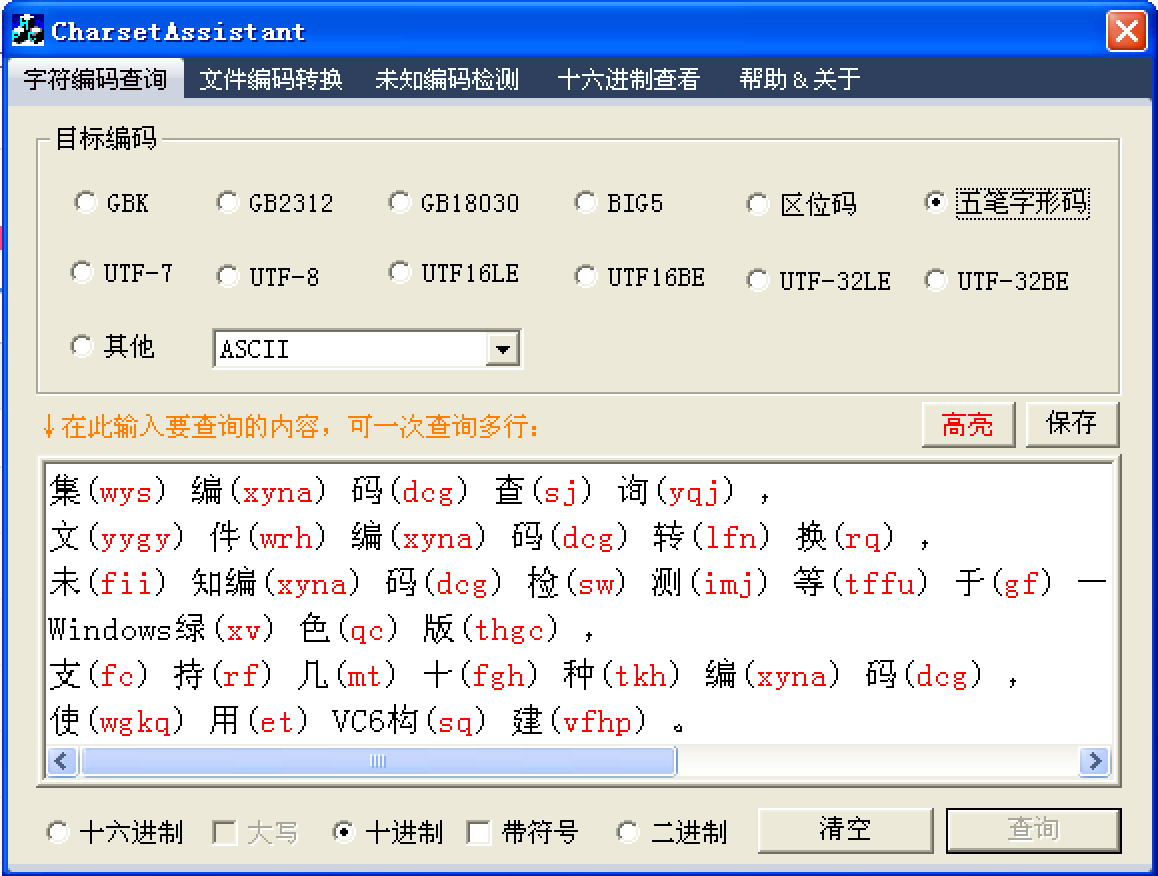 CharsetAssistant
字符编码查询 文件编码转换 未知编码检测 十六进制查看 帮助&关于
目标编码
GBK GB2312 GB18030 BIG5 区位码 五笔字形码
UTF-7 UTF-8 UTF16LE UTF16BE UTF-32LE UTF-32BE
其他 ASCII
↓在此输入要查询的内容，可一次查询多行： 高亮 保存
集(wys) 编(xyna) 码(dcg) 查(sj) 询(yqj) ，
文(yygy) 件(wrh) 编(xyna) 码(dcg) 转(lfn) 换(rq) ，
未(fii) 知编(xyna) 码(dcg) 检(sw) 测(imj) 等(tffu) 于(gf) 一
Windows绿(xv) 色(qc) 版(thgc) ，
支(fc) 持(rf) 几(mt) 十(fgh) 种(tkh) 编(xyna) 码(dcg) ，
使(wgkq) 用(et) VC6构(sq) 建(vfhp) 。
十六进制 大写 十进制 带符号 二进制 清空 查询